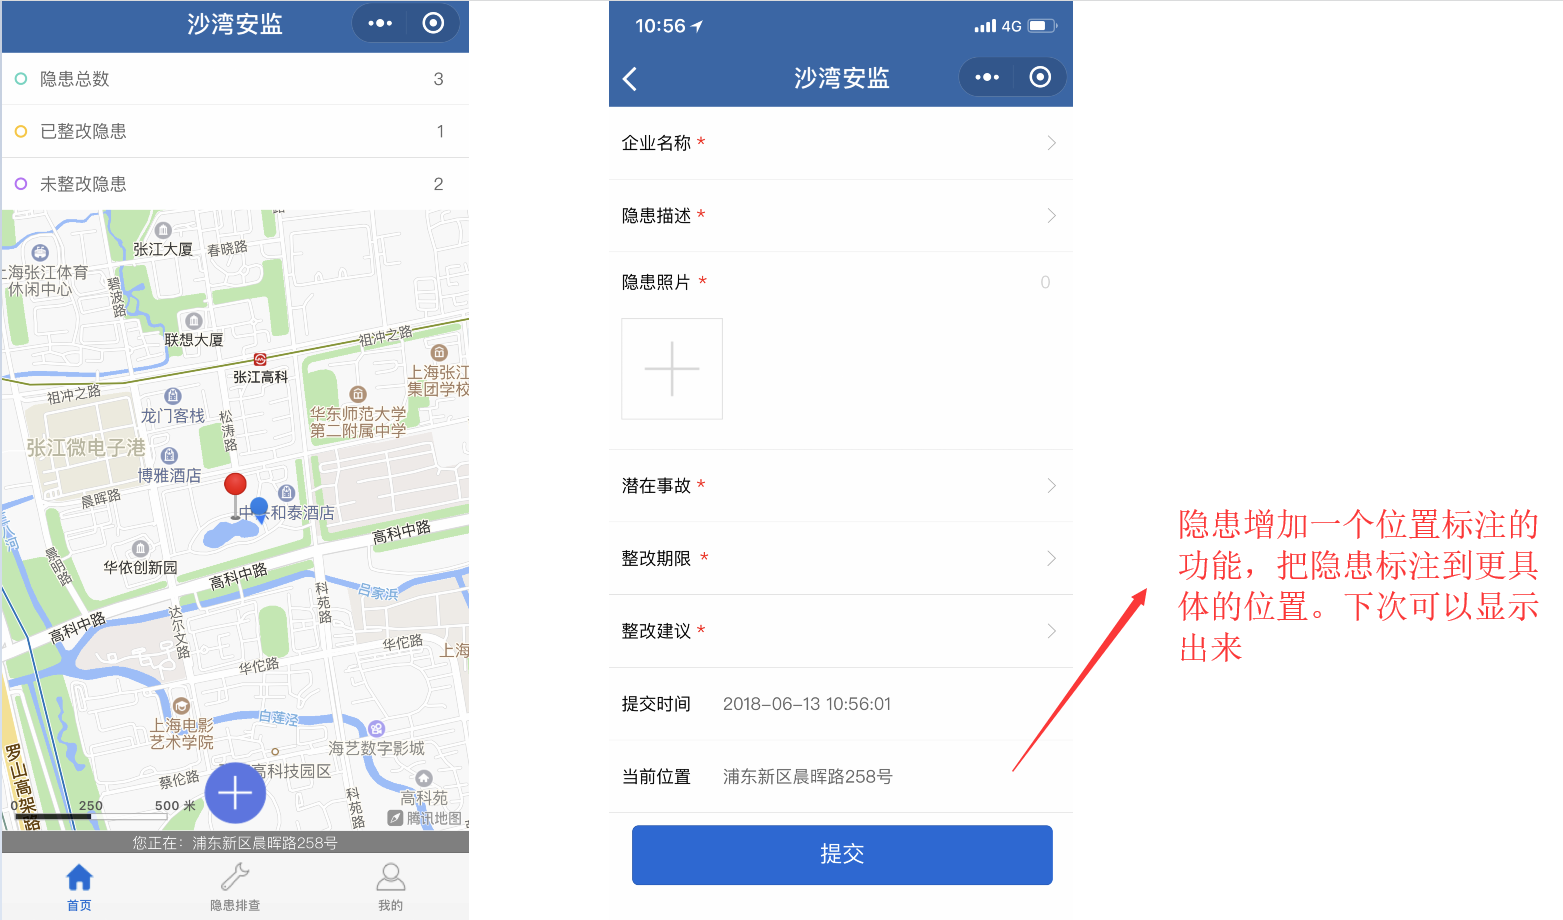 沙湾安监
隐患总数 3
已整改隐患 1
未整改隐患 2
张江大厦
春晓路
上海张江体育
休闲中心
碧波路
联想大厦
祖冲之路
张江高科
上海张江
集团学校
祖冲之路
龙门客栈
松涛路
华东师范大学
第二附属中学
张江微电子港
博雅酒店
晨晖路
和泰酒店
高科中路
景明路
华依创新园
高科中路
吕家浜
科苑路
达尔文路
高科中路
华佗路
华佗路
上海
白莲泾
上海电影
艺术学院
海艺数字影城
罗山高架路
蔡伦路
高科技园区
科苑路
高科苑
0 250 500 米
腾讯地图
您正在：浦东新区晨晖路258号
首页 隐患排查 我的
10:56 4G
沙湾安监
企业名称 *
隐患描述 *
隐患照片 * 0
潜在事故 *
整改期限 *
整改建议 *
提交时间 2018-06-13 10:56:01
当前位置 浦东新区晨晖路258号
提交
隐患增加一个位置标注的
功能，把隐患标注到更具
体的位置。下次可以显示
出来